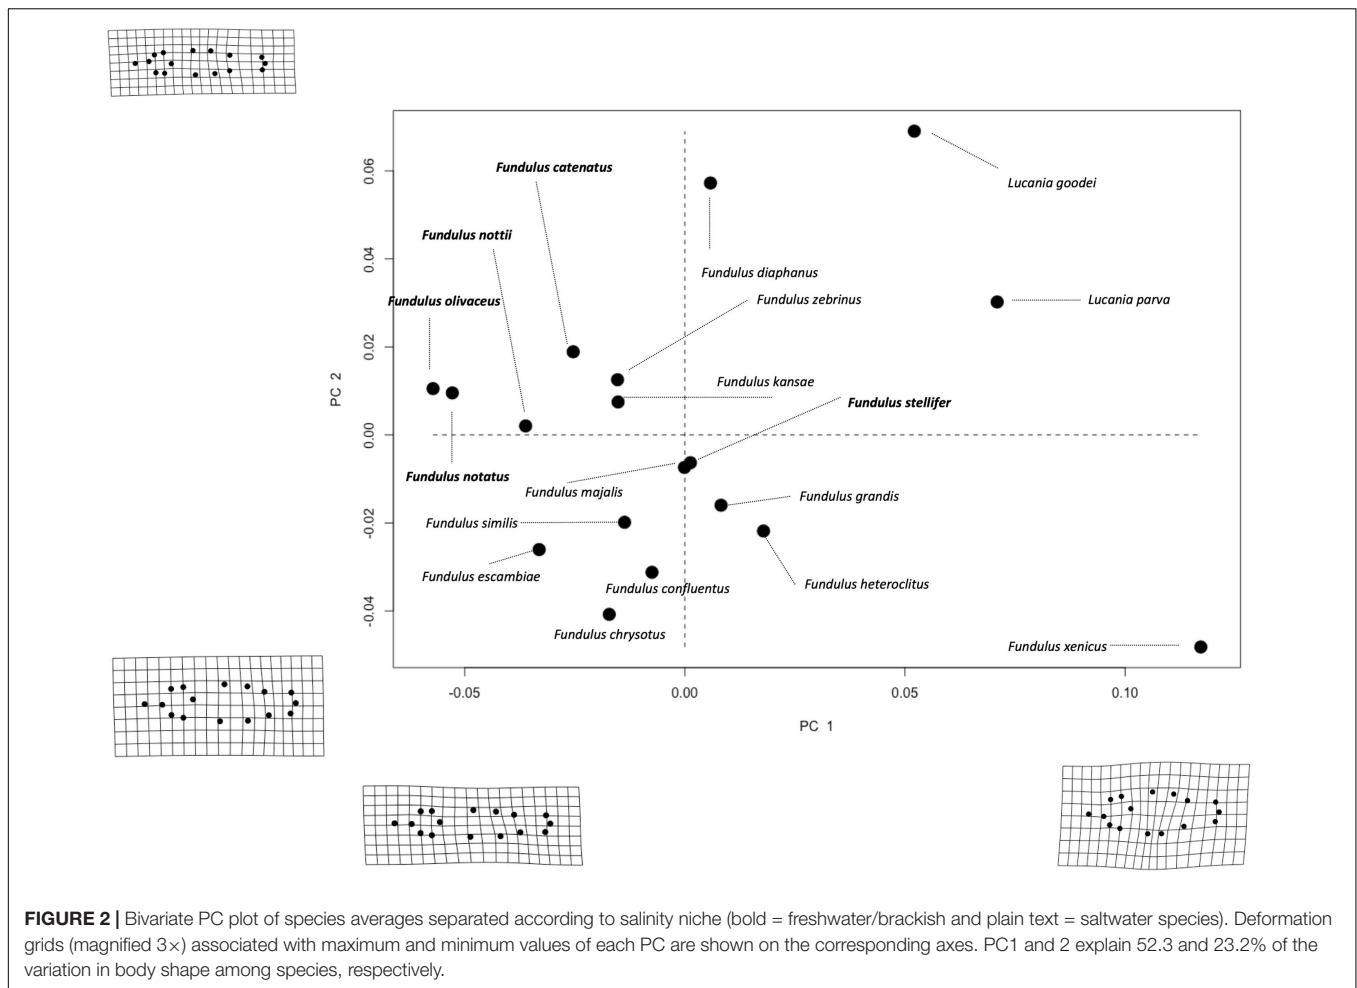 Fundulus catenatus
Lucania goodei
Fundulus nottii
Fundulus diaphanus
Fundulus olivaceus
Fundulus zebrinus
Lucania parva
Fundulus kansae
Fundulus stellifer
Fundulus notatus
Fundulus majalis
Fundulus grandis
Fundulus similis
Fundulus escambiae
Fundulus confluentus
Fundulus heteroclitus
Fundulus chrysotus
Fundulus xenicus
0.06
0.04
0.02
0.00
-0.02
-0.04
PC 2
-0.05
0.00
0.05
0.10
PC 1
FIGURE 2 | Bivariate PC plot of species averages separated according to salinity niche (bold = freshwater/brackish and plain text = saltwater species). Deformation
grids (magnified 3×) associated with maximum and minimum values of each PC are shown on the corresponding axes. PC1 and 2 explain 52.3 and 23.2% of the
variation in body shape among species, respectively.